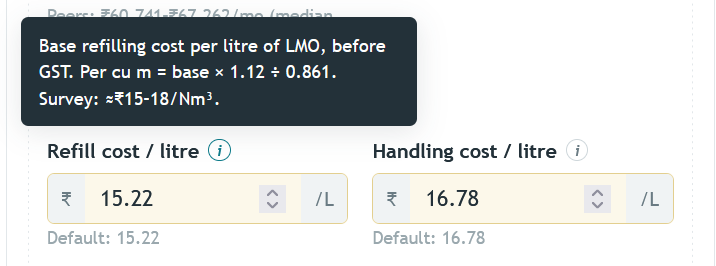 Peers: ₹60,741-₹67,262/mo (median
Base refilling cost per litre of LMO, before
GST. Per cu m = base × 1.12 ÷ 0.861.
Survey: ≈₹15-18/Nm³.
Refill cost / litre i
Handling cost / litre i
₹ 15.22 /L
₹ 16.78 /L
Default: 15.22
Default: 16.78